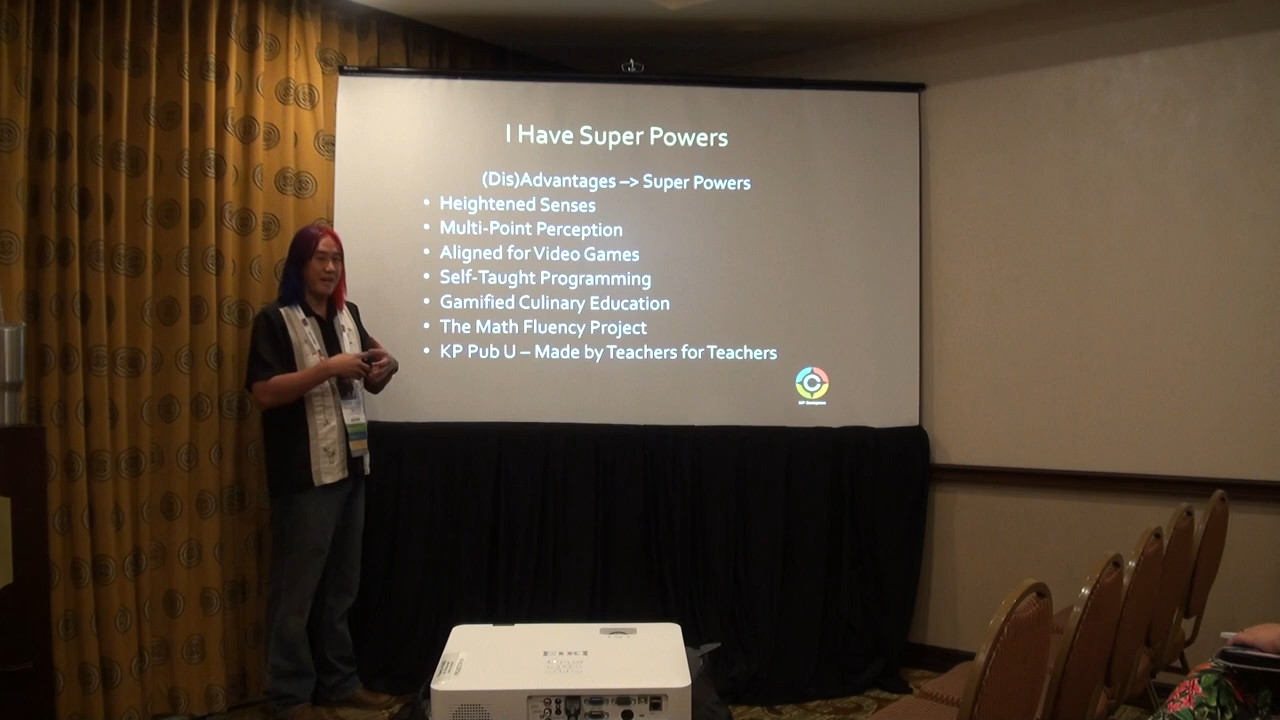 I Have Super Powers
(Dis)Advantages –> Super Powers
• Heightened Senses
• Multi-Point Perception
• Aligned for Video Games
• Self-Taught Programming
• Gamified Culinary Education
• The Math Fluency Project
• KP Pub U – Made by Teachers for Teachers
C
EIKI